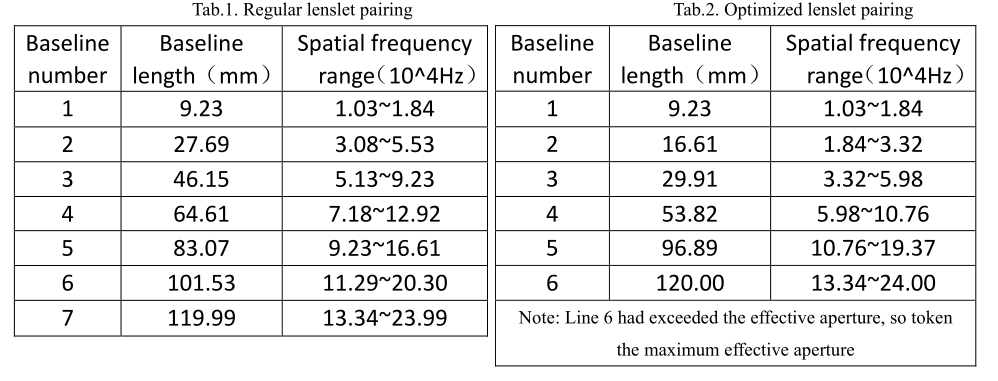 Tab.1. Regular lenslet pairing
Baseline number Baseline length（mm） Spatial frequency range（10^4Hz）
1 9.23 1.03~1.84
2 27.69 3.08~5.53
3 46.15 5.13~9.23
4 64.61 7.18~12.92
5 83.07 9.23~16.61
6 101.53 11.29~20.30
7 119.99 13.34~23.99
Tab.2. Optimized lenslet pairing
Baseline number Baseline length（mm） Spatial frequency range（10^4Hz）
1 9.23 1.03~1.84
2 16.61 1.84~3.32
3 29.91 3.32~5.98
4 53.82 5.98~10.76
5 96.89 10.76~19.37
6 120.00 13.34~24.00
Note: Line 6 had exceeded the effective aperture, so token
the maximum effective aperture